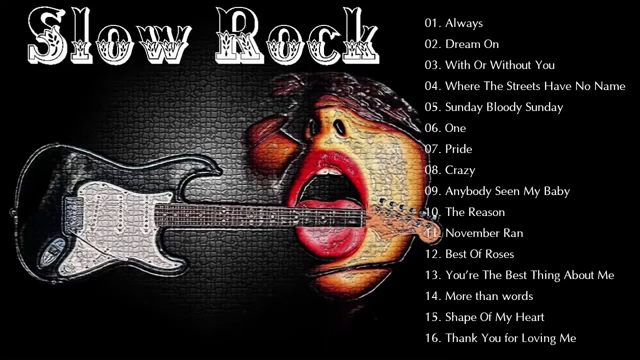 Slow Rock
01. Always
02. Dream On
03. With Or Without You
04. Where The Streets Have No Name
05. Sunday Bloody Sunday
06. One
07. Pride
08. Crazy
09. Anybody Seen My Baby
10. The Reason
11. November Ran
12. Best Of Roses
13. You're The Best Thing About Me
14. More than words
15. Shape Of My Heart
16. Thank You for Loving Me